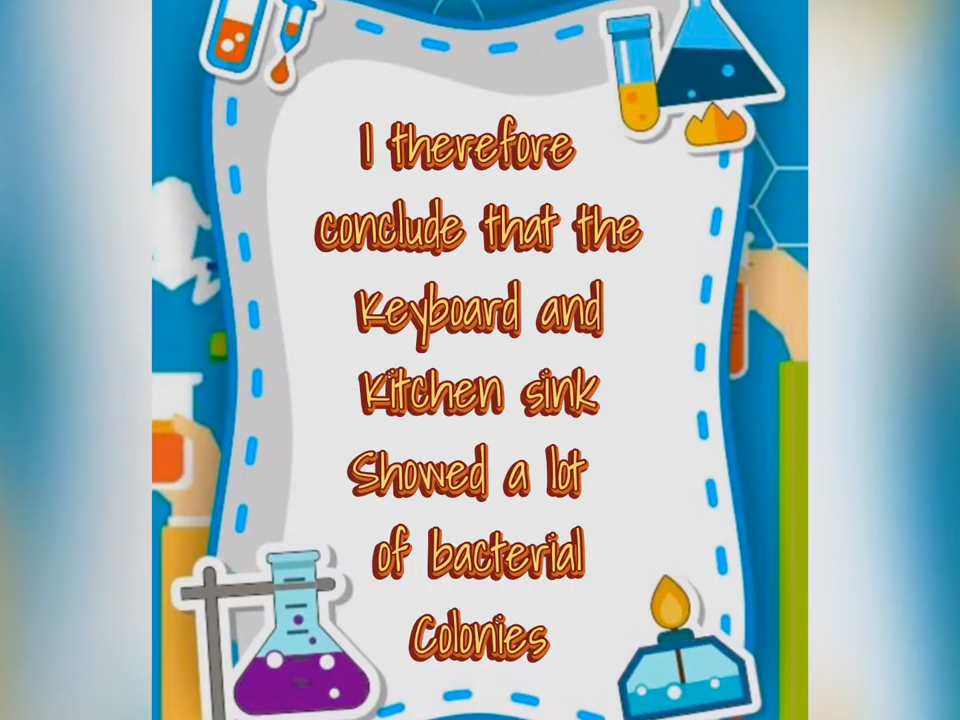 I therefore
conclude that the
Keyboard and
Kitchen sink
Showed a lot
of bacterial
Colonies